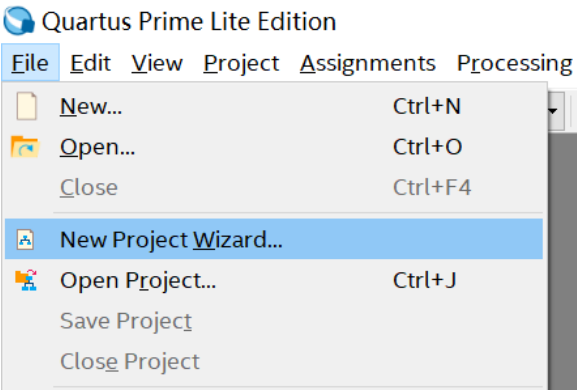 Quartus Prime Lite Edition
File Edit View Project Assignments Processing
New... Ctrl+N
Open... Ctrl+O
Close Ctrl+F4
New Project Wizard...
Open Project... Ctrl+J
Save Project
Close Project